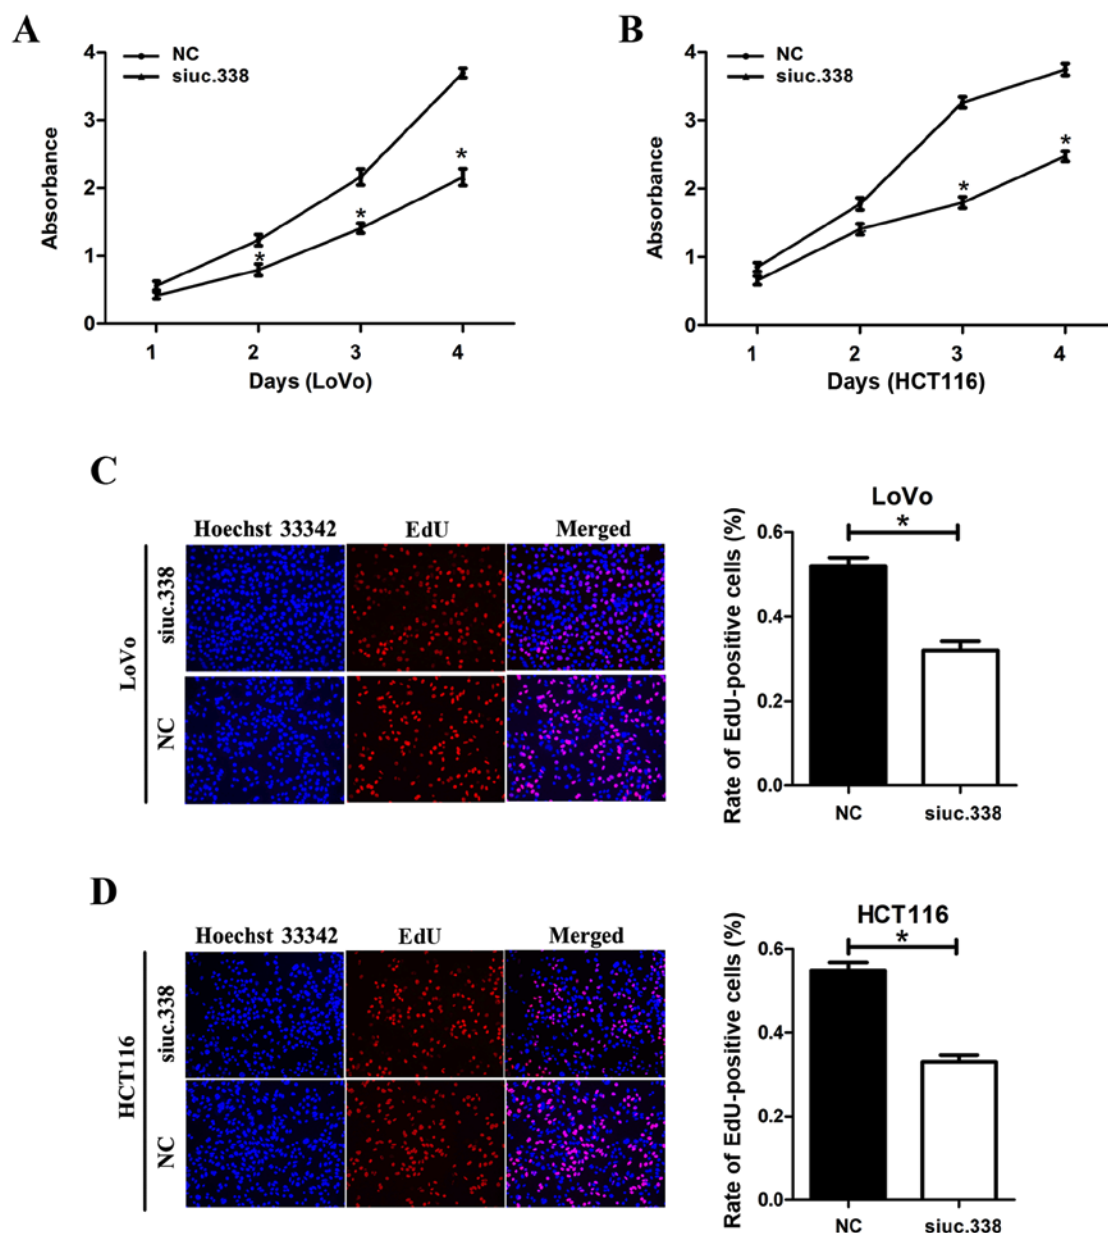 A
NC
siuc.338
4
3
2
1
0
Absorbance
*
*
*
1 2 3 4
Days (LoVo)
B
NC
siuc.338
4
3
2
1
0
Absorbance
*
*
1 2 3 4
Days (HCT116)
C
Hoechst 33342 EdU Merged
LoVo
siuc.338
NC
LoVo
*
Rate of EdU-positive cells (%)
0.6
0.4
0.2
0.0
NC siuc.338
D
Hoechst 33342 EdU Merged
HCT116
siuc.338
NC
HCT116
*
Rate of EdU-positive cells (%)
0.6
0.4
0.2
0.0
NC siuc.338